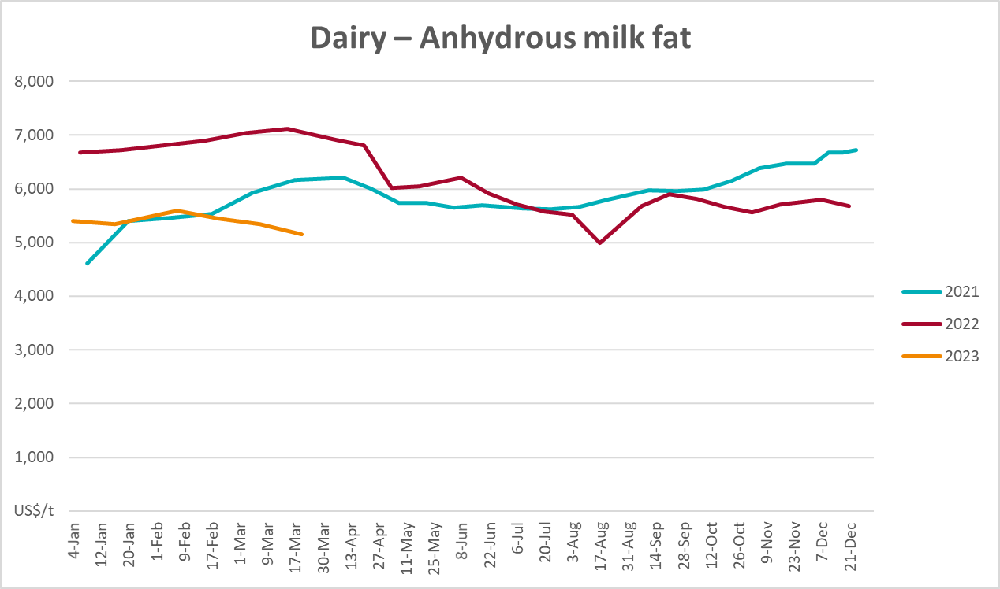 Dairy – Anhydrous milk fat
8,000
7,000
6,000
5,000
4,000
3,000
2,000
1,000
US$/t
4-Jan
12-Jan
20-Jan
1-Feb
9-Feb
17-Feb
1-Mar
9-Mar
17-Mar
30-Mar
13-Apr
27-Apr
11-May
25-May
8-Jun
22-Jun
6-Jul
20-Jul
3-Aug
17-Aug
31-Aug
14-Sep
28-Sep
12-Oct
26-Oct
9-Nov
23-Nov
7-Dec
21-Dec
2021
2022
2023